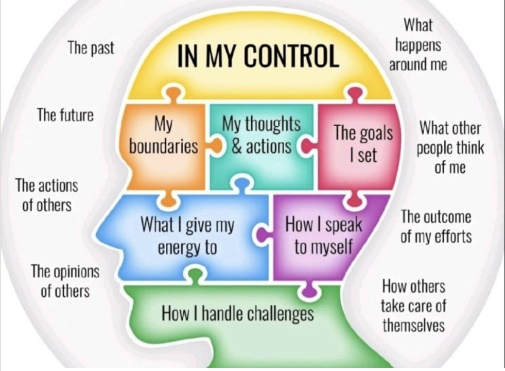 The past
The future
The actions
of others
The opinions
of others
IN MY CONTROL
My
boundaries
My thoughts
& actions
The goals
I set
What I give my
energy to
How I speak
to myself
How I handle challenges
What
happens
around me
What other
people think
of me
The outcome
of my efforts
How others
take care of
themselves